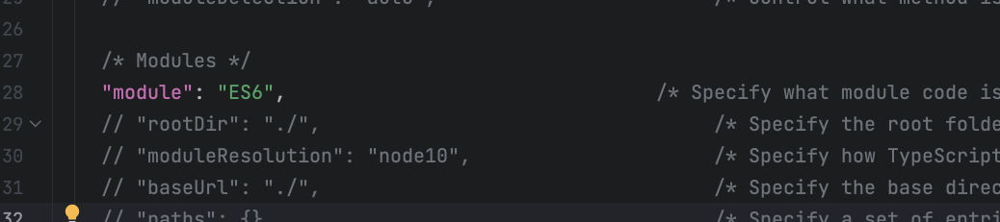 25 // "moduleDetection": "auto", /* Control what method is
26
27 /* Modules */
28 "module": "ES6", /* Specify what module code is
29 // "rootDir": "./", /* Specify the root folde
30 // "moduleResolution": "node10", /* Specify how TypeScript
31 // "baseUrl": "./", /* Specify the base direc
32 // "paths": {} /* Specify a set of entri